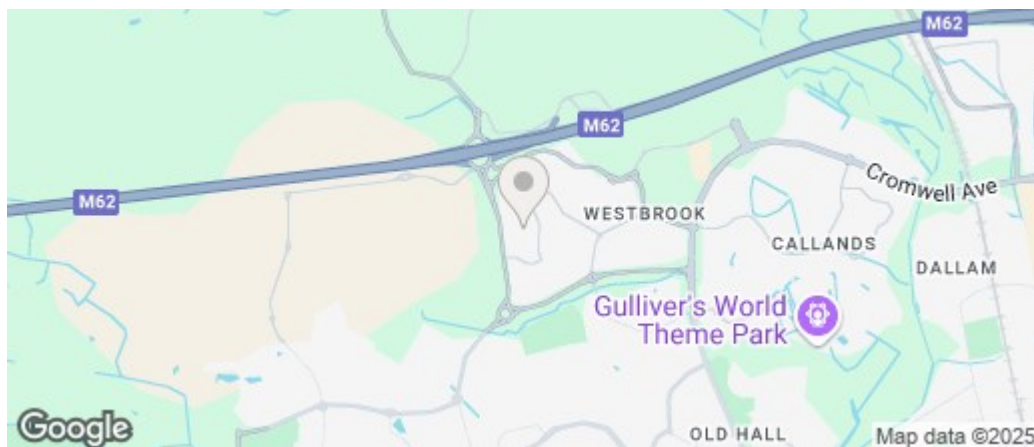 M62
M62
M62
Cromwell Ave
WESTBROOK
CALLANDS
DALLAM
Gulliver's World
Theme Park
OLD HALL
Google
Map data ©2025